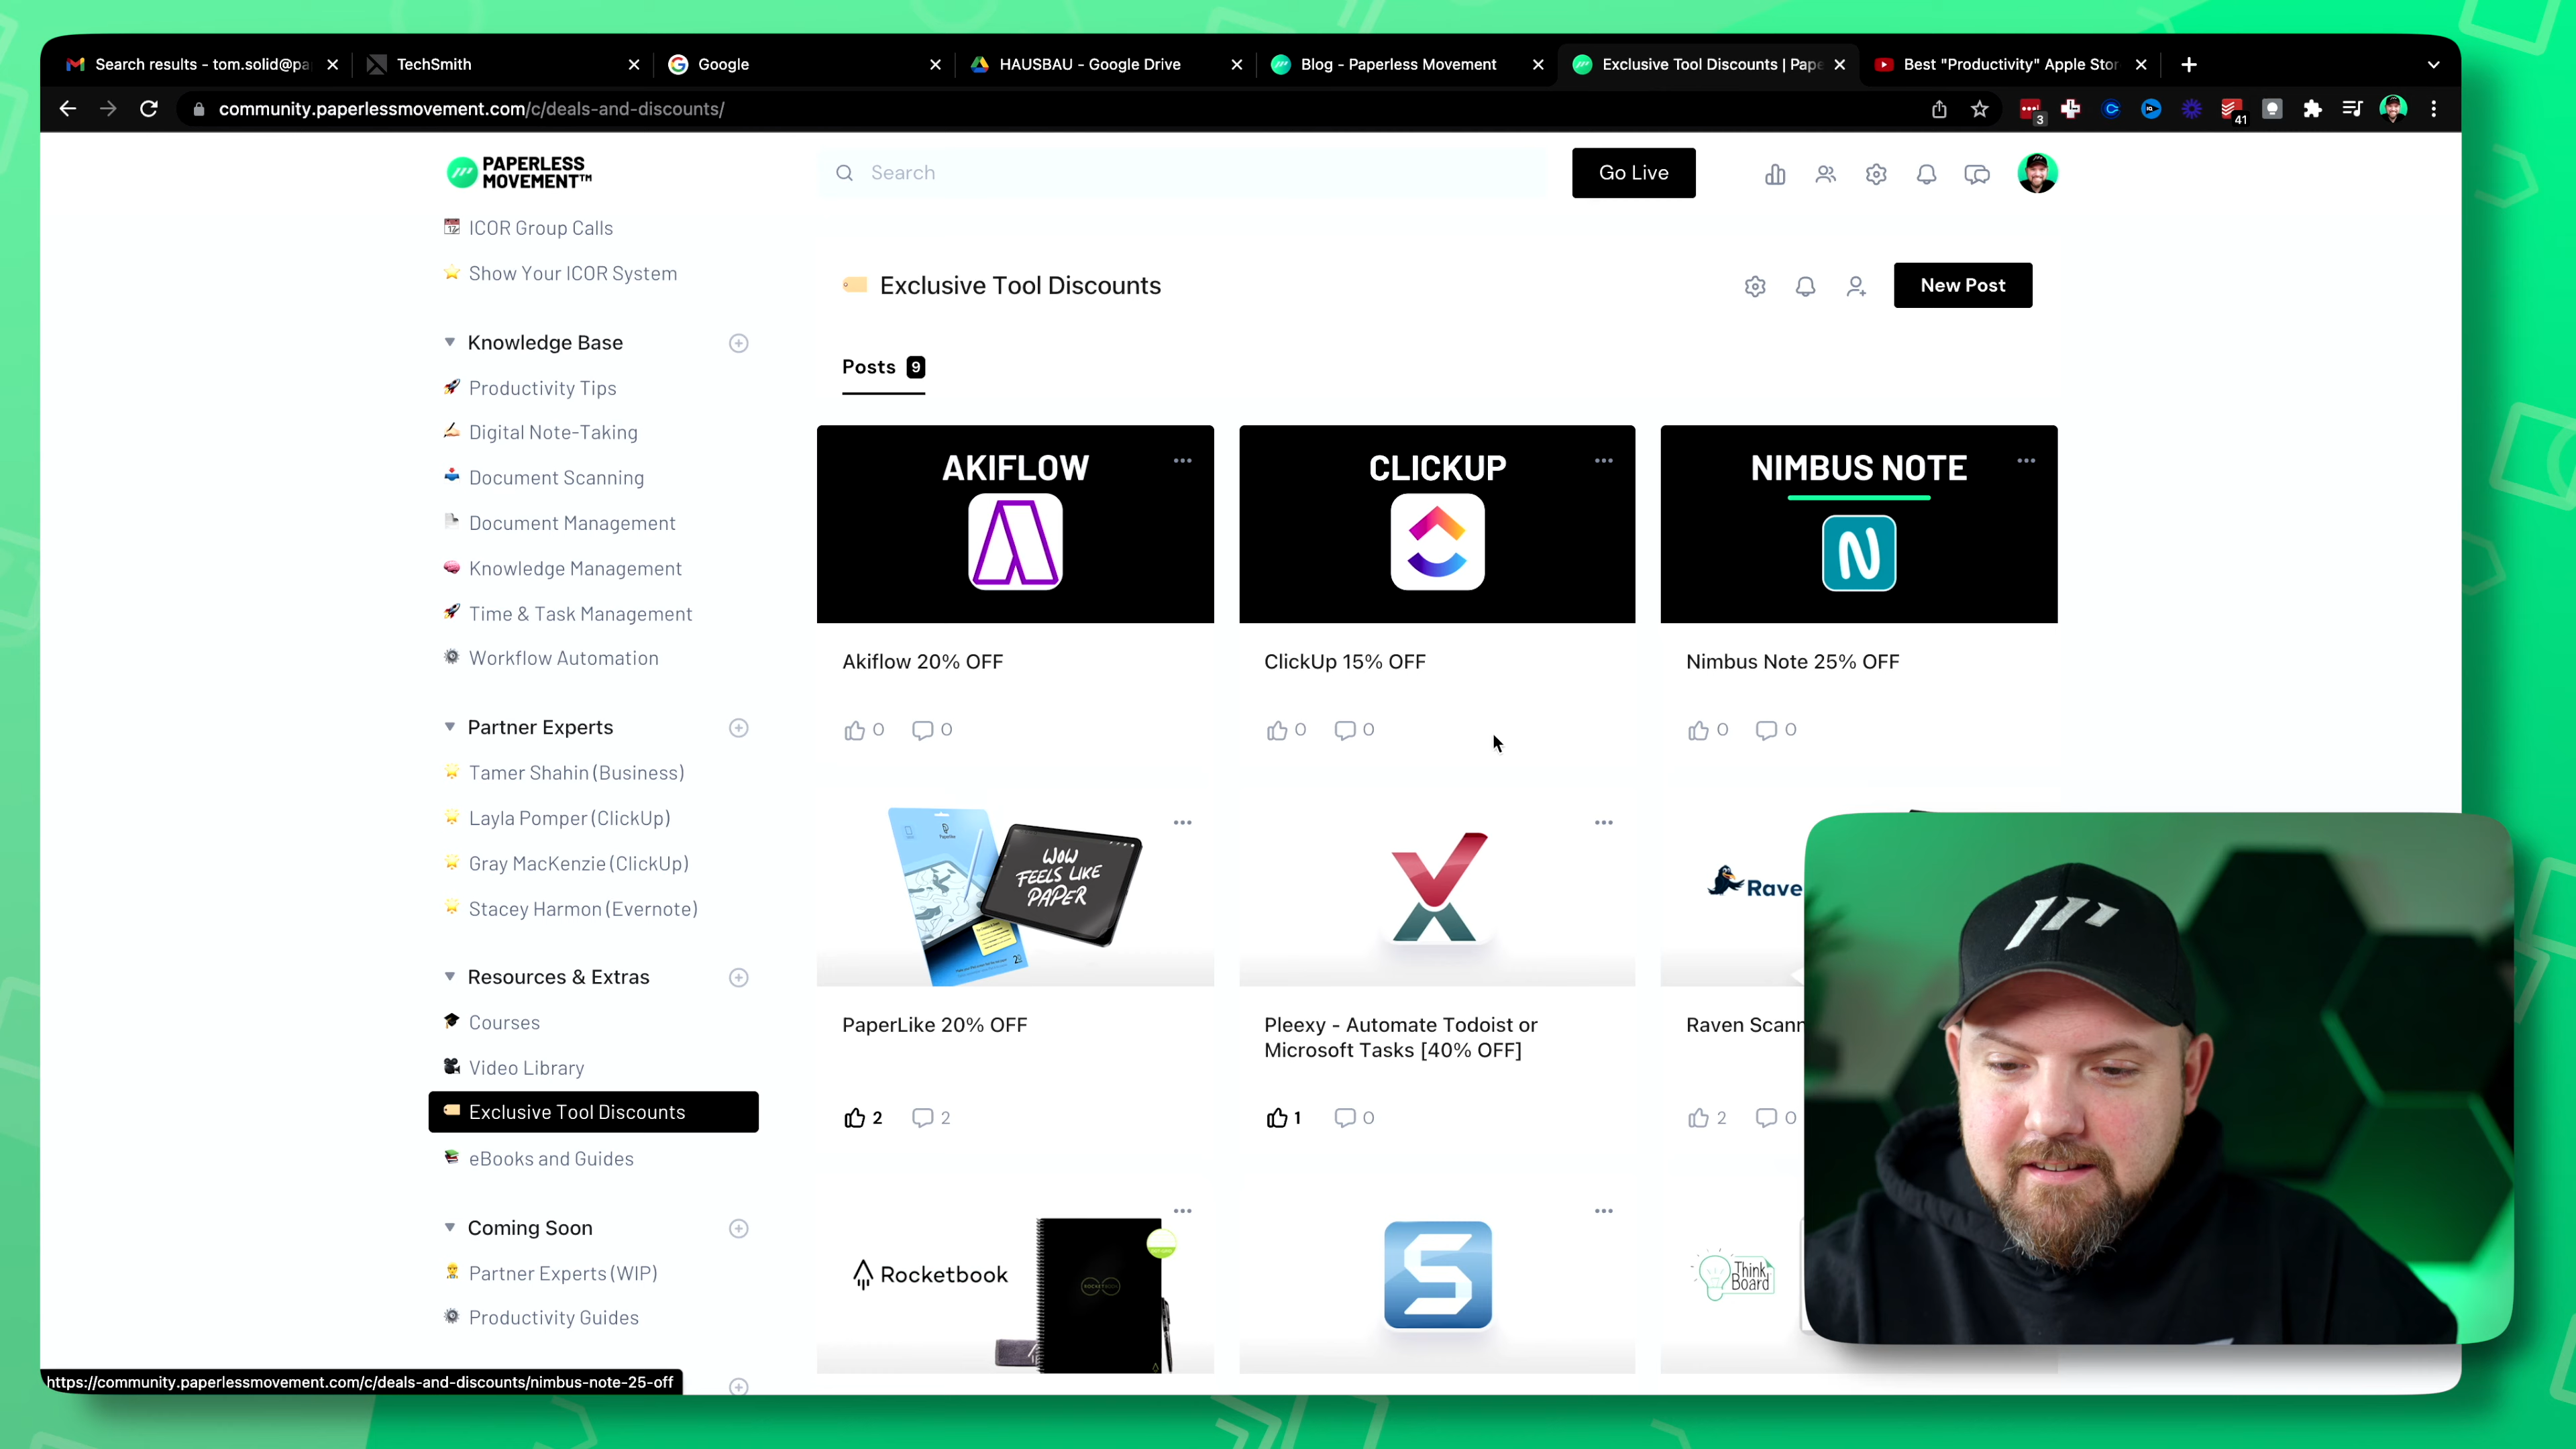 Search results - tom.solid@pa
TechSmith
Google
HAUSBAU - Google Drive
Blog - Paperless Movement
Exclusive Tool Discounts | Pape
Best "Productivity" Apple Stor
community.paperlessmovement.com/c/deals-and-discounts/
3
41
PAPERLESS
MOVEMENT™
Search
Go Live
ICOR Group Calls
Show Your ICOR System
Knowledge Base
Productivity Tips
Digital Note-Taking
Document Scanning
Document Management
Knowledge Management
Time & Task Management
Workflow Automation
Partner Experts
Tamer Shahin (Business)
Layla Pomper (ClickUp)
Gray MacKenzie (ClickUp)
Stacey Harmon (Evernote)
Resources & Extras
Courses
Video Library
Exclusive Tool Discounts
eBooks and Guides
Coming Soon
Partner Experts (WIP)
Productivity Guides
Exclusive Tool Discounts
New Post
Posts 9
AKIFLOW
Akiflow 20% OFF
0 0
CLICKUP
ClickUp 15% OFF
0 0
NIMBUS NOTE
N
Nimbus Note 25% OFF
0 0
WOW
FEELS LIKE
PAPER
PaperLike 20% OFF
2 2
Pleexy - Automate Todoist or
Microsoft Tasks [40% OFF]
1 0
Rave
Raven Scanr
2 0
Rocketbook
S
Think
Board
https://community.paperlessmovement.com/c/deals-and-discounts/nimbus-note-25-off